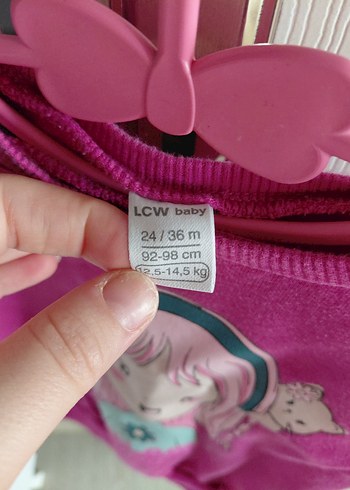 LCW baby
24 / 36 m
92-98 cm
12,5-14,5 kg